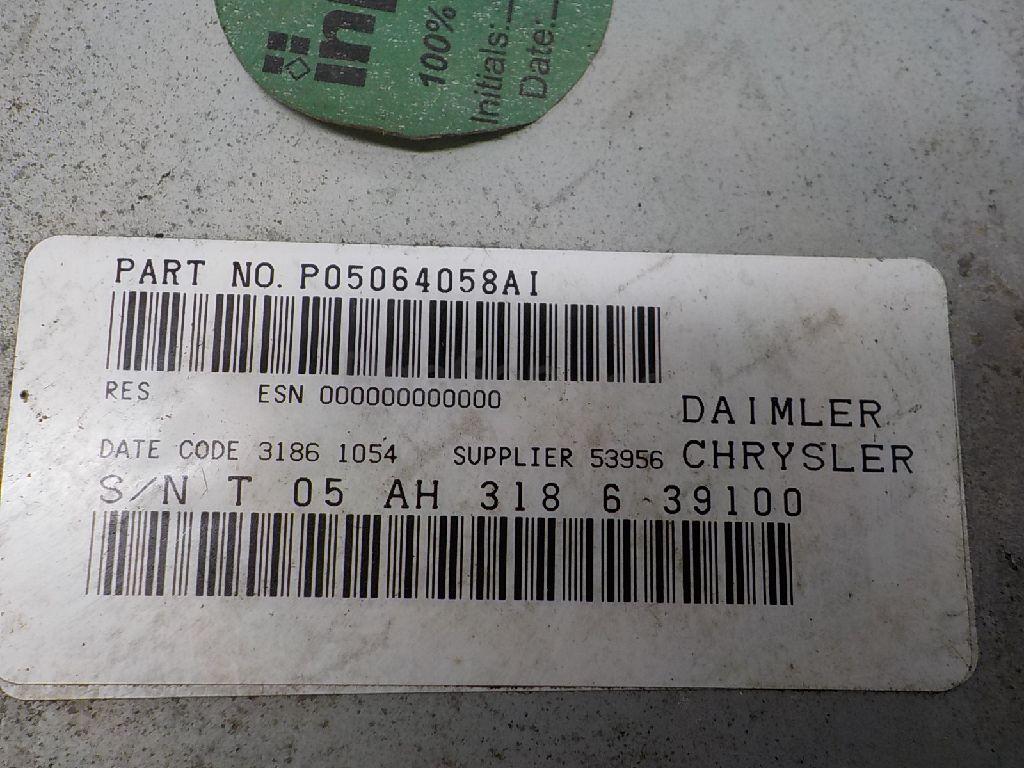 100%
Initials:
Date:
PART NO. P05064058AI
RES ESN 000000000000
DAIMLER
DATE CODE 3186 1054 SUPPLIER 53956 CHRYSLER
S/N T 05 AH 318 6 39100